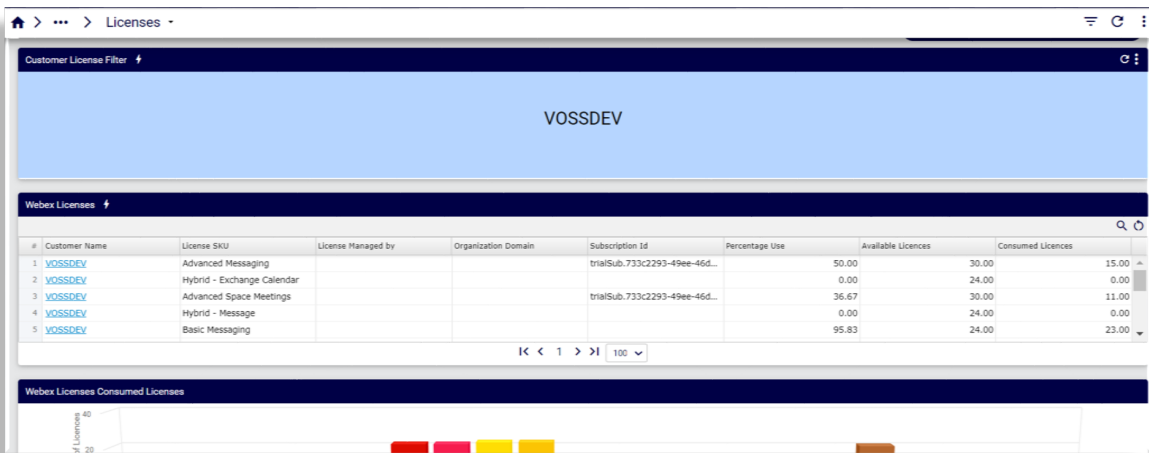 Licenses
Customer License Filter
VOSSDEV
Webex Licenses
# Customer Name License SKU License Managed by Organization Domain Subscription Id Percentage Use Available Licences Consumed Licences
1 VOSSDEV Advanced Messaging trialSub.733c2293-49ee-46d... 50.00 30.00 15.00
2 VOSSDEV Hybrid - Exchange Calendar 0.00 24.00 0.00
3 VOSSDEV Advanced Space Meetings trialSub.733c2293-49ee-46d... 36.67 30.00 11.00
4 VOSSDEV Hybrid - Message 0.00 24.00 0.00
5 VOSSDEV Basic Messaging 95.83 24.00 23.00
1 100
Webex Licenses Consumed Licenses
40
of Licences
20